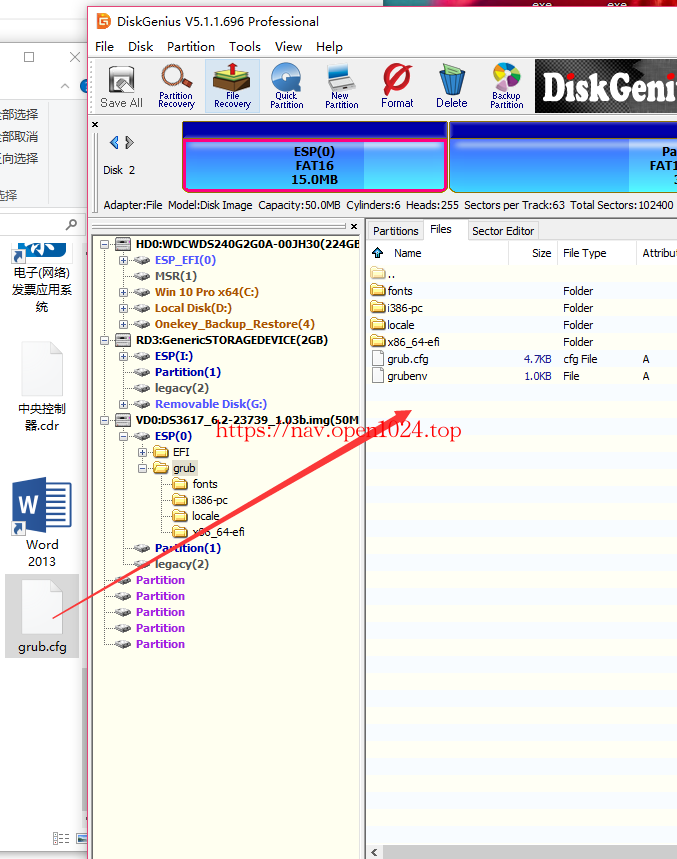 exe
exe
DiskGenius V5.1.1.696 Professional
File Disk Partition Tools View Help
Save All
Partition Recovery
File Recovery
Quick Partition
New Partition
Format
Delete
Backup Partition
DiskGeni
全部选择
全部取消
反向选择
选择
Disk 2
ESP(0)
FAT16
15.0MB
Pa
FAT1
Adapter:File Model:Disk Image Capacity:50.0MB Cylinders:6 Heads:255 Sectors per Track:63 Total Sectors:102400
电子(网络)
发票应用系
统
中央控制
器.cdr
Word
2013
grub.cfg
HD0:WDCWDS240G2G0A-00JH30(224GB
ESP_EFI(0)
MSR(1)
Win 10 Pro x64(C:)
Local Disk(D:)
Onekey_Backup_Restore(4)
RD3:GenericSTORAGEDEVICE(2GB)
ESP(I:)
Partition(1)
legacy(2)
Removable Disk(G:)
VD0:DS3617_6.2-23739_1.03b.img(50M
ESP(0)
EFI
grub
fonts
i386-pc
locale
x86_64-efi
Partition(1)
legacy(2)
Partition
Partition
Partition
Partition
Partition
Partitions Files Sector Editor
Name Size File Type Attribu
..
fonts Folder
i386-pc Folder
locale Folder
x86_64-efi Folder
grub.cfg 4.7KB cfg File A
grubenv 1.0KB File A
https://nav.open1024.top